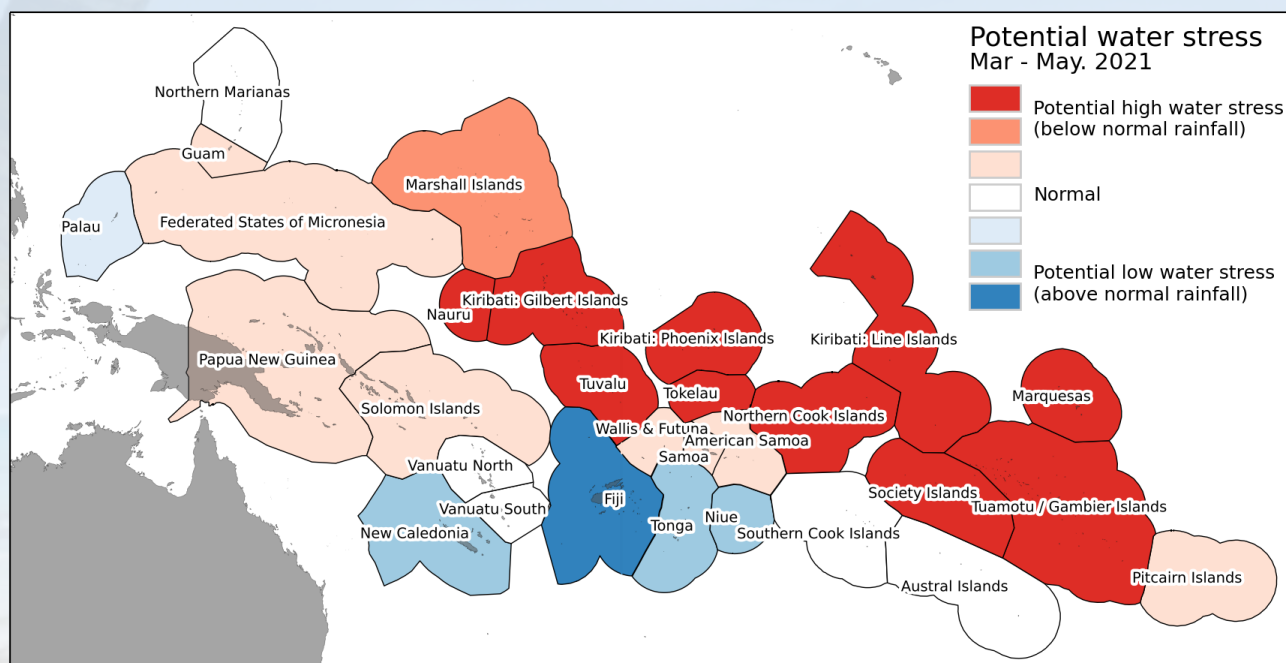 Potential water stress
Mar - May. 2021
Potential high water stress
(below normal rainfall)
Normal
Potential low water stress
(above normal rainfall)
Northern Marianas
Guam
Marshall Islands
Palau
Federated States of Micronesia
Kiribati: Gilbert Islands
Nauru
Kiribati: Phoenix Islands
Kiribati: Line Islands
Papua New Guinea
Tuvalu
Tokelau
Marquesas
Solomon Islands
Northern Cook Islands
Wallis & Futuna
American Samoa
Samoa
Vanuatu North
Society Islands
Fiji
Tuamotu / Gambier Islands
Vanuatu South
Niue
Tonga
New Caledonia
Southern Cook Islands
Pitcairn Islands
Austral Islands